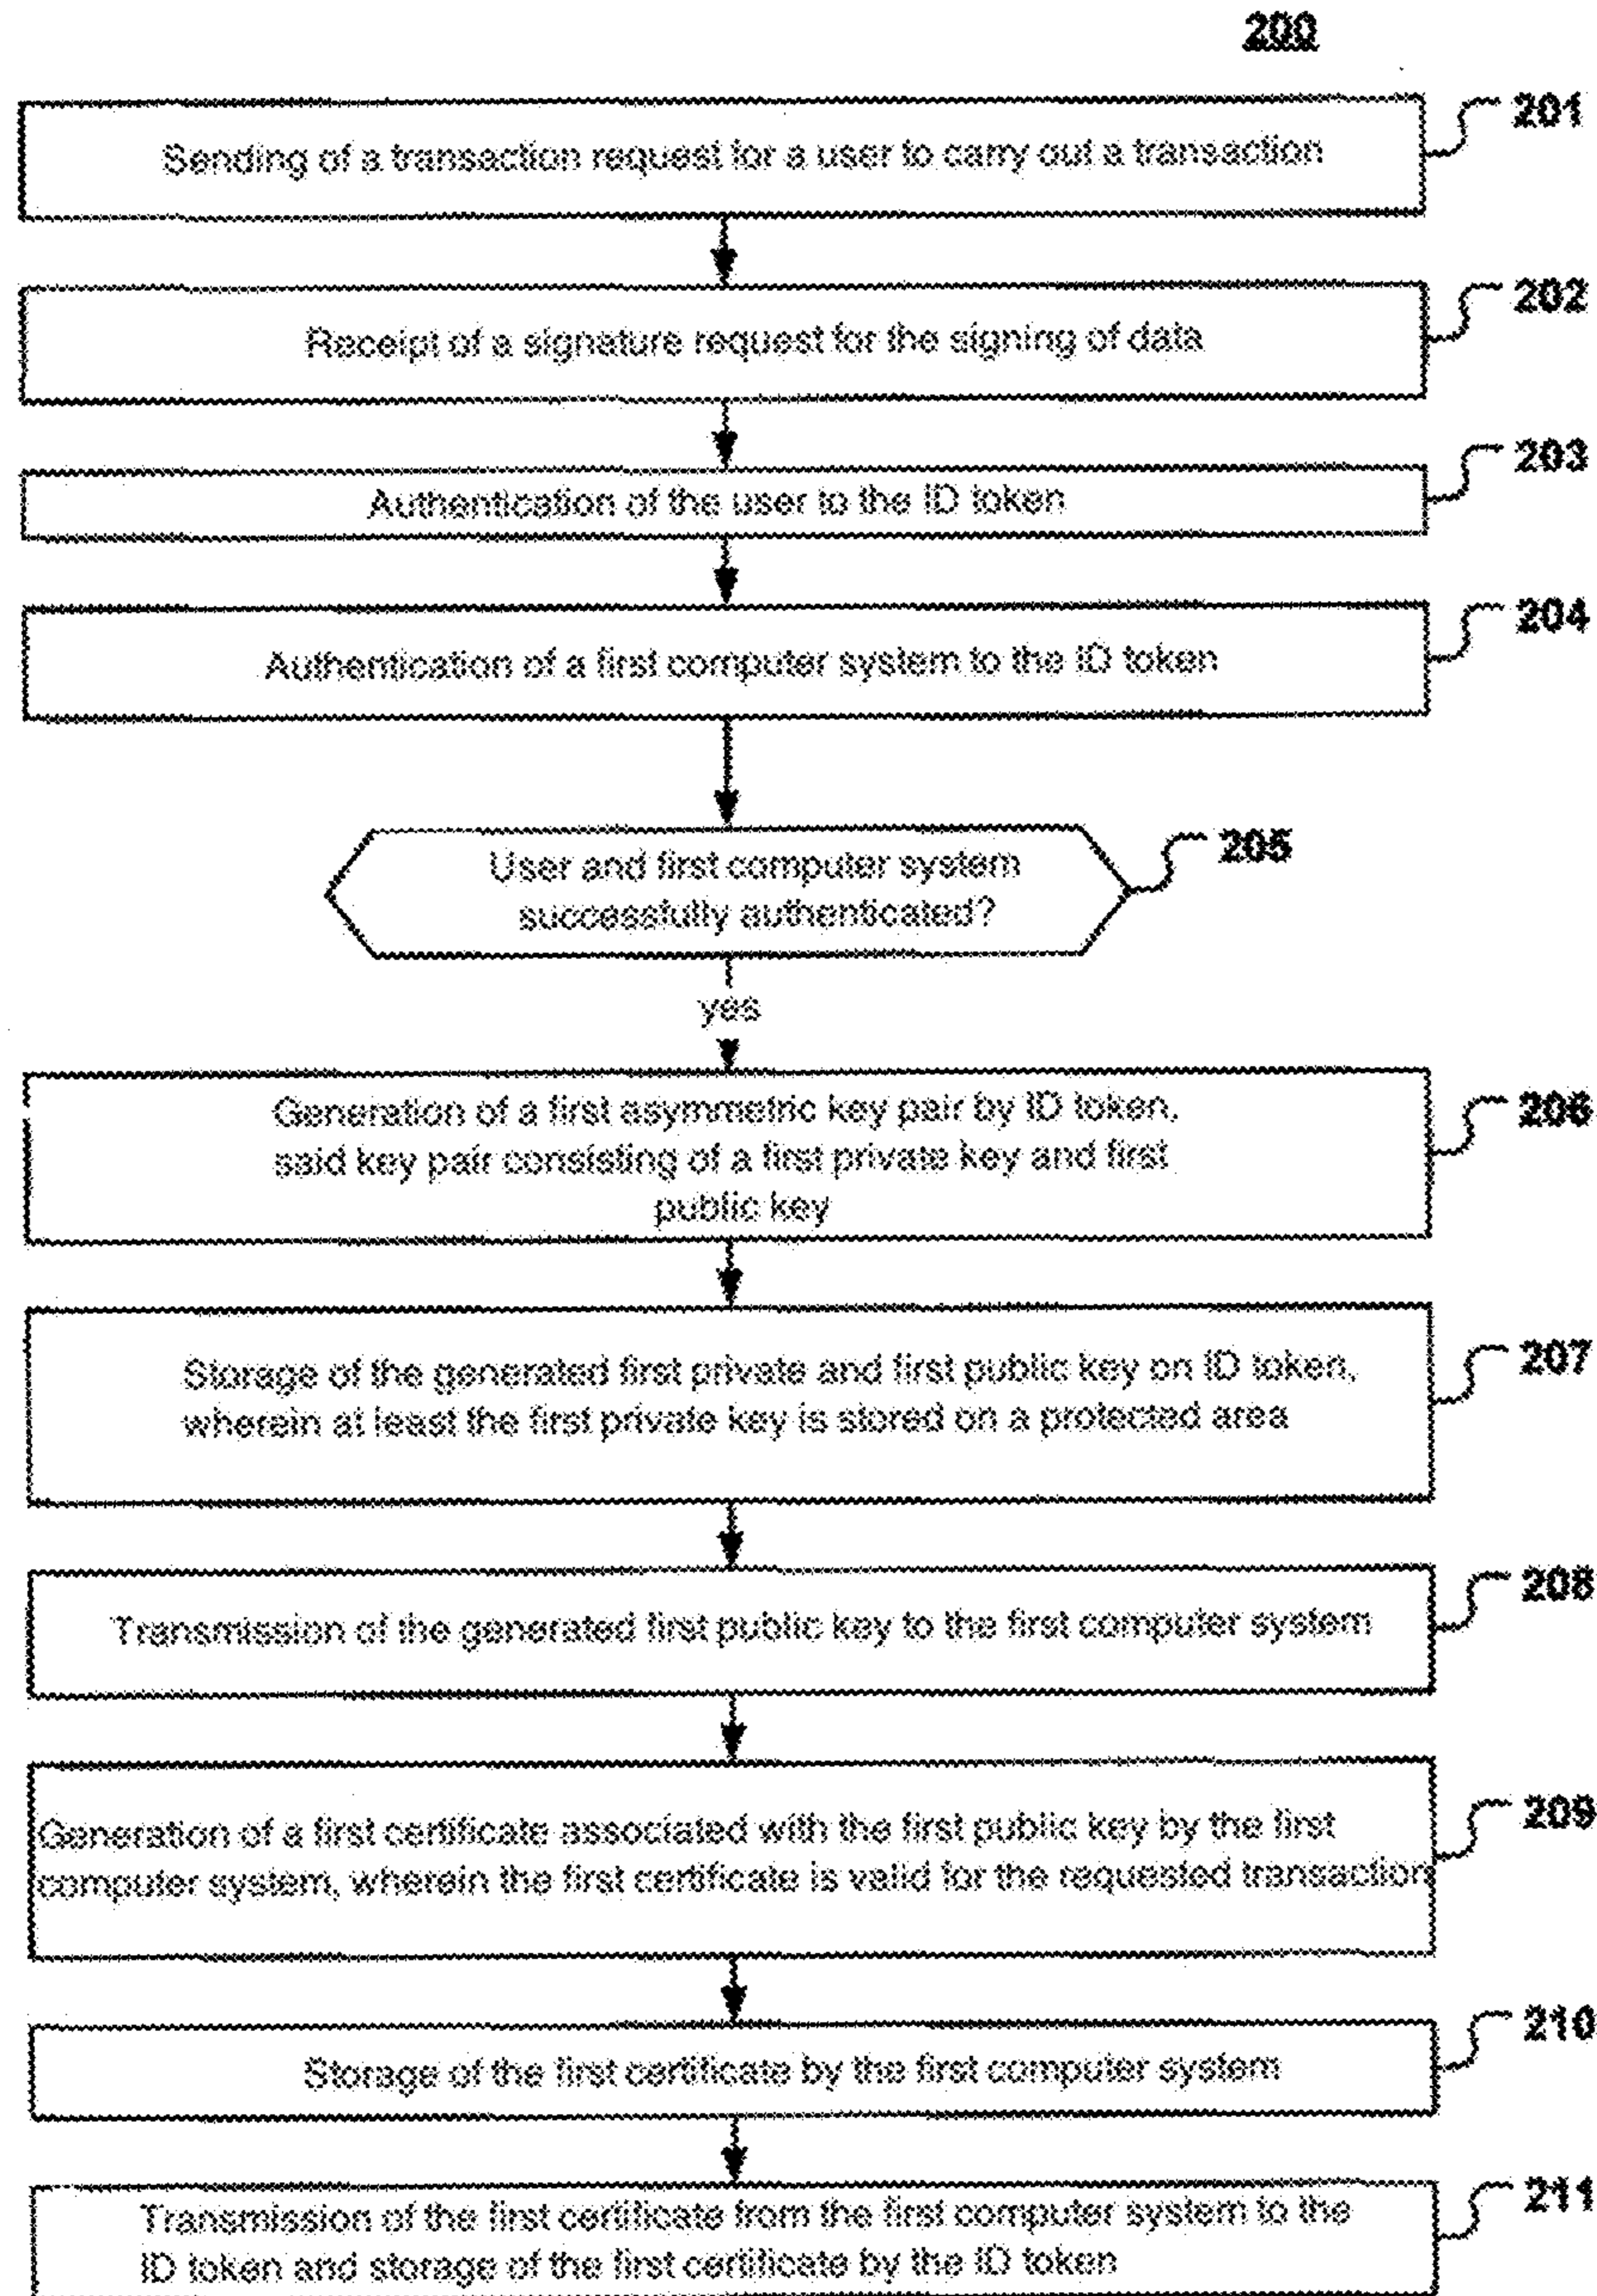 200
Sending of a transaction request for a user to carry out a transaction
201
Receipt of a signature request for the signing of data
202
Authentication of the user to the ID token
203
Authentication of a first computer system to the ID token
204
User and first computer system
successfully authenticated?
205
yes
Generation of a first asymmetric key pair by ID token,
said key pair consisting of a first private key and first
public key
206
Storage of the generated first private and first public key on ID token,
wherein at least the first private key is stored on a protected area
207
Transmission of the generated first public key to the first computer system
208
Generation of a first certificate associated with the first public key by the first
computer system, wherein the first certificate is valid for the requested transaction
209
Storage of the first certificate by the first computer system
210
Transmission of the first certificate from the first computer system to the
ID token and storage of the first certificate by the ID token
211